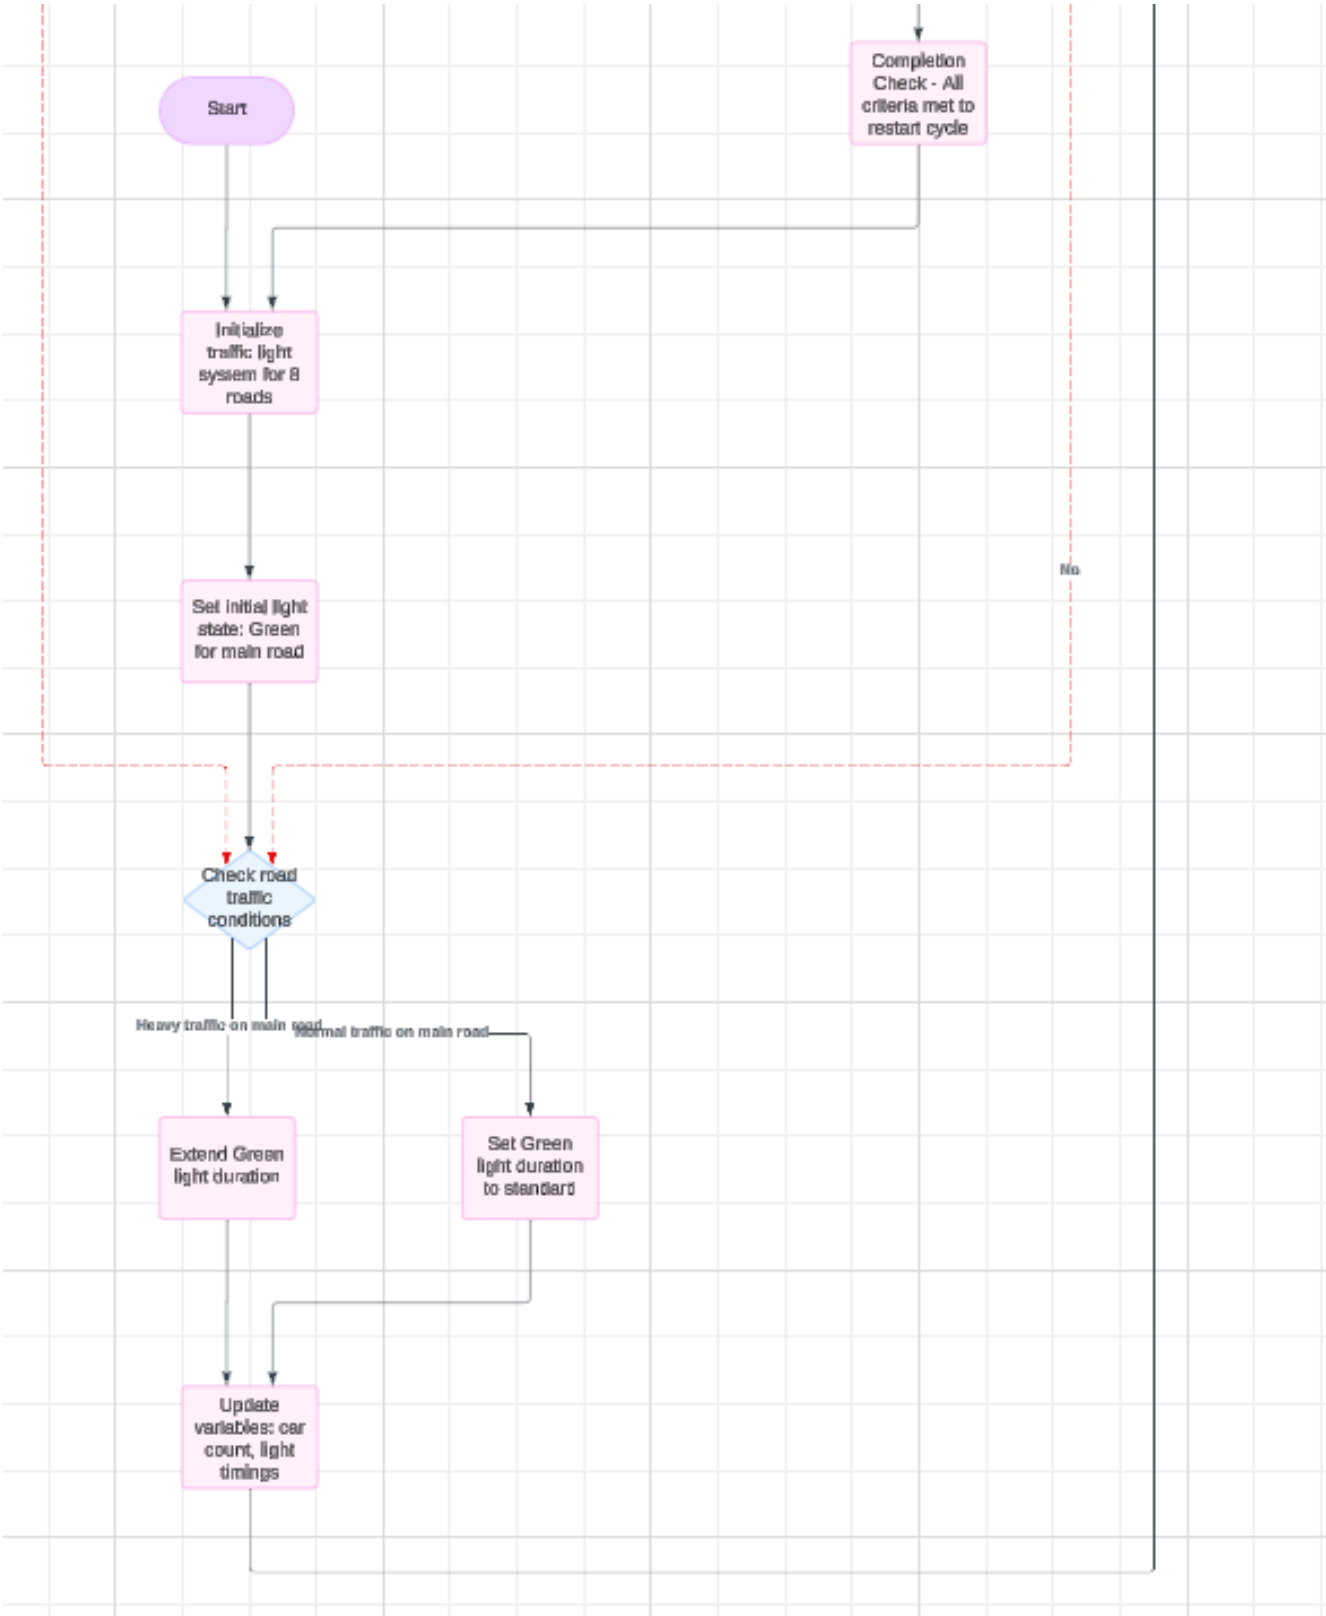 Completion
Check - All
criteria met to
restart cycle
Start
Initialize
traffic light
system for 8
roads
No
Set initial light
state: Green
for main road
Check road
traffic
conditions
Heavy traffic on main road
Normal traffic on main road
Extend Green
light duration
Set Green
light duration
to standard
Update
variables: car
count, light
timings